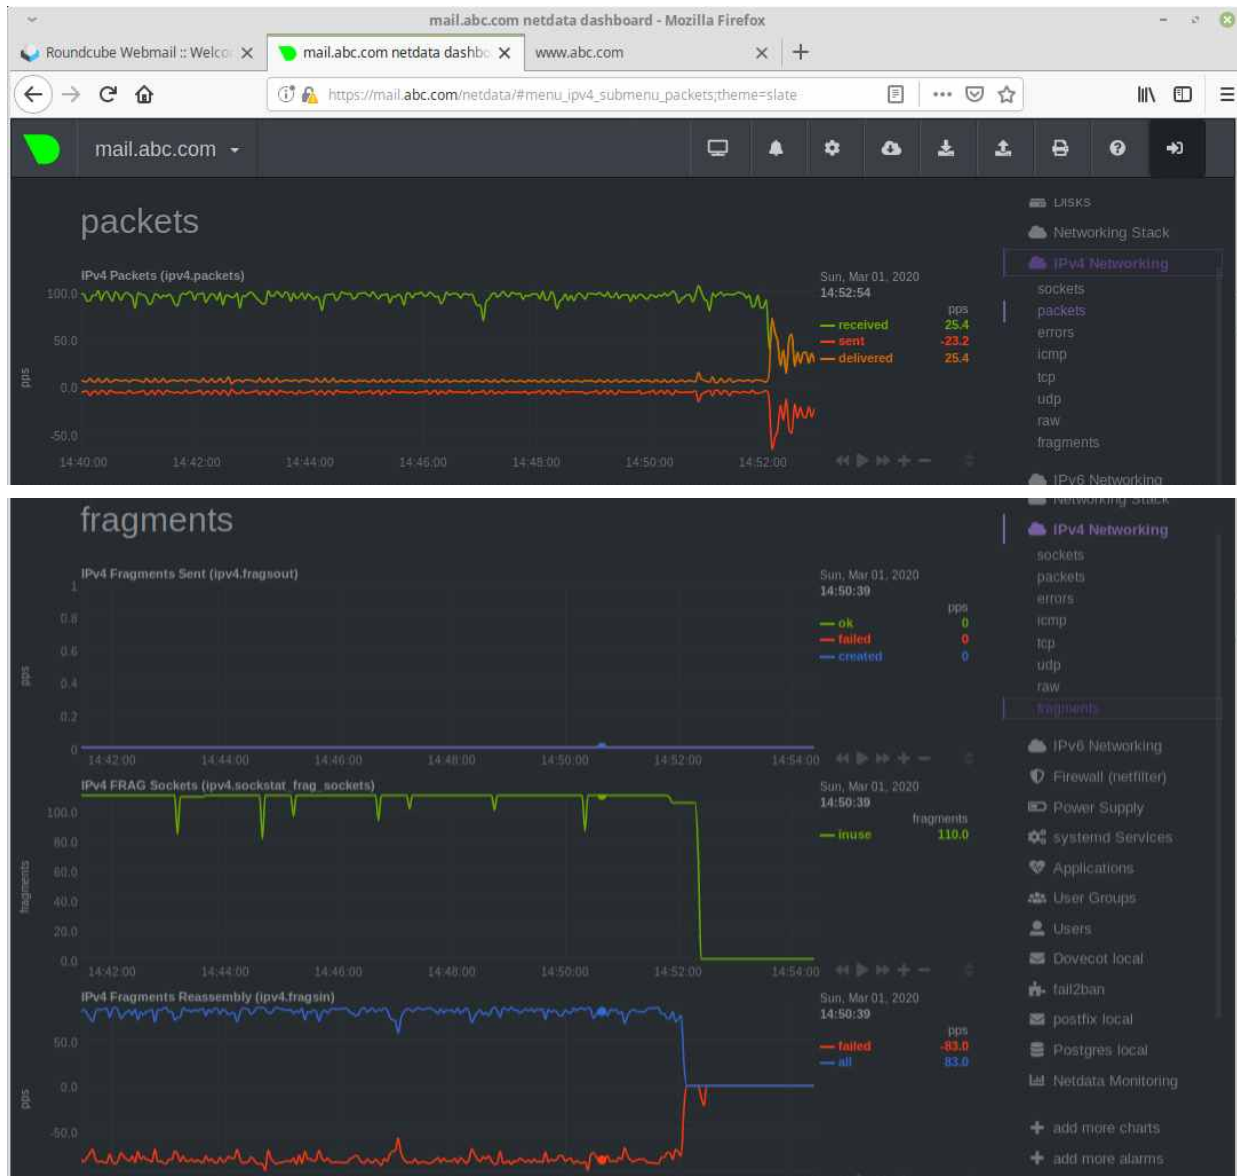 mail.abc.com netdata dashboard - Mozilla Firefox
Roundcube Webmail :: Welco
mail.abc.com netdata dashbo
www.abc.com
https://mail.abc.com/netdata/#menu_ipv4_submenu_packets;theme=slate
mail.abc.com
packets
IPv4 Packets (ipv4.packets)
100.0
50.0
0.0
-50.0
pps
14:40:00 14:42:00 14:44:00 14:46:00 14:48:00 14:50:00 14:52:00
Sun, Mar 01, 2020
14:52:54
pps
received 25.4
sent -23.2
delivered 25.4
Disks
Networking Stack
IPv4 Networking
sockets
packets
errors
icmp
tcp
udp
raw
fragments
IPv6 Networking
fragments
IPv4 Fragments Sent (ipv4.fragsout)
1
0.8
0.6
0.4
0.2
0
pps
14:42:00 14:44:00 14:46:00 14:48:00 14:50:00 14:52:00 14:54:00
Sun, Mar 01, 2020
14:50:39
pps
ok 0
failed 0
created 0
IPv4 FRAG Sockets (ipv4.sockstat_frag_sockets)
100.0
80.0
60.0
40.0
20.0
0.0
fragments
14:42:00 14:44:00 14:46:00 14:48:00 14:50:00 14:52:00 14:54:00
Sun, Mar 01, 2020
14:50:39
fragments
inuse 110.0
IPv4 Fragments Reassembly (ipv4.fragsin)
50.0
0.0
-50.0
pps
Sun, Mar 01, 2020
14:50:39
pps
failed -83.0
all 83.0
Networking Stack
IPv4 Networking
sockets
packets
errors
icmp
tcp
udp
raw
fragments
IPv6 Networking
Firewall (netfilter)
Power Supply
systemd Services
Applications
User Groups
Users
Dovecot local
fail2ban
postfix local
Postgres local
Netdata Monitoring
add more charts
add more alarms